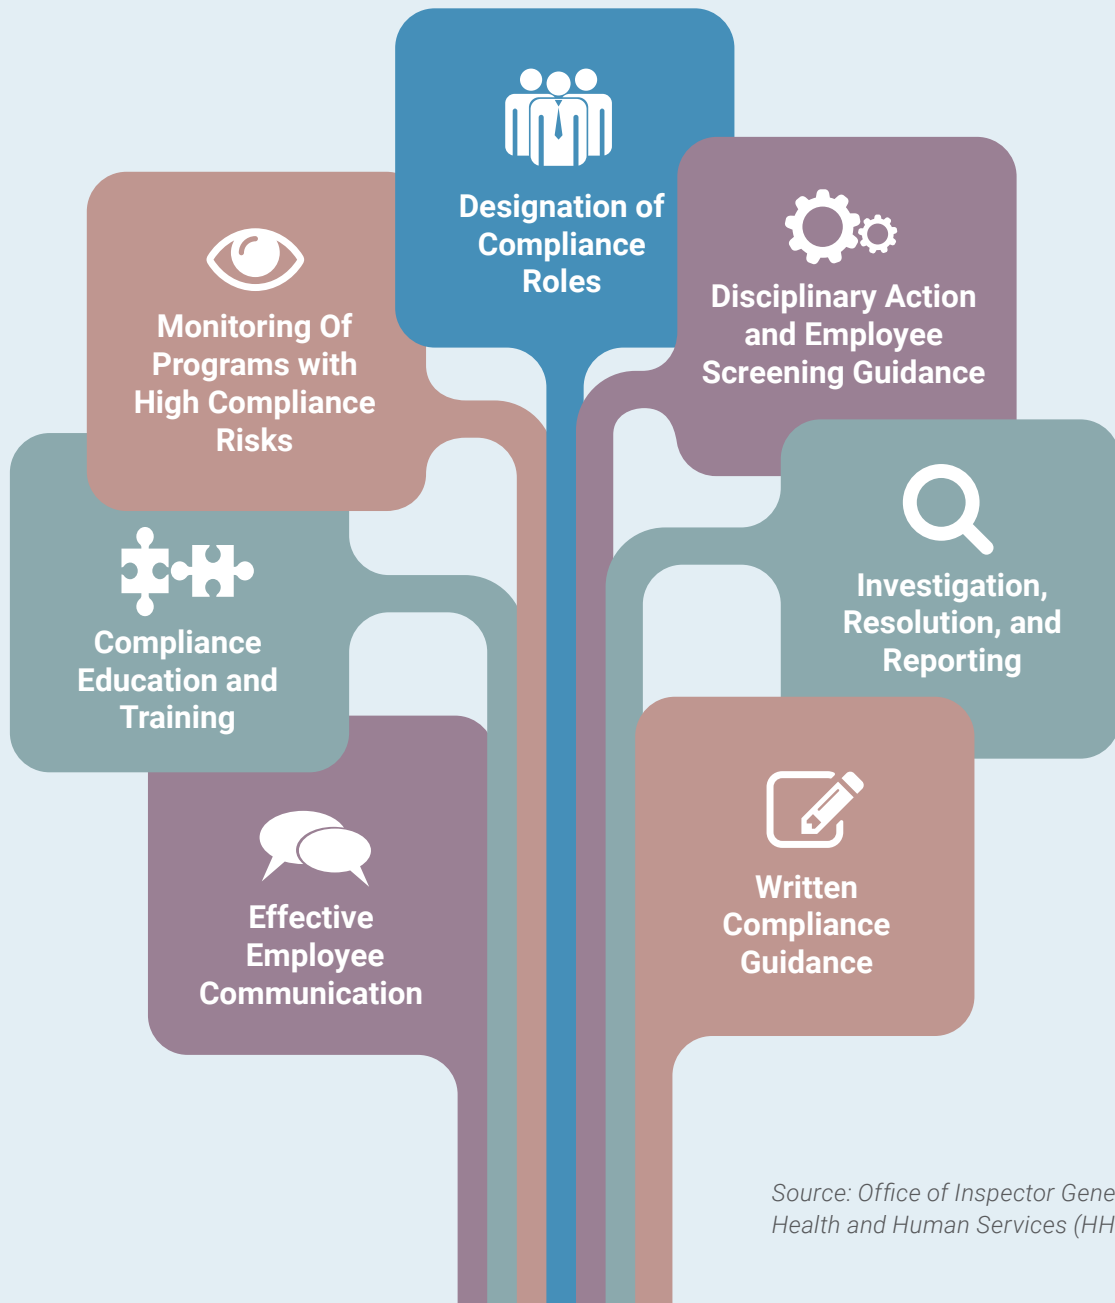 Designation of
Compliance
Roles
Disciplinary Action
and Employee
Screening Guidance
Monitoring Of
Programs with
High Compliance
Risks
Investigation,
Resolution, and
Reporting
Compliance
Education and
Training
Written
Compliance
Guidance
Effective
Employee
Communication
Source: Office of Inspector Gene
Health and Human Services (HH